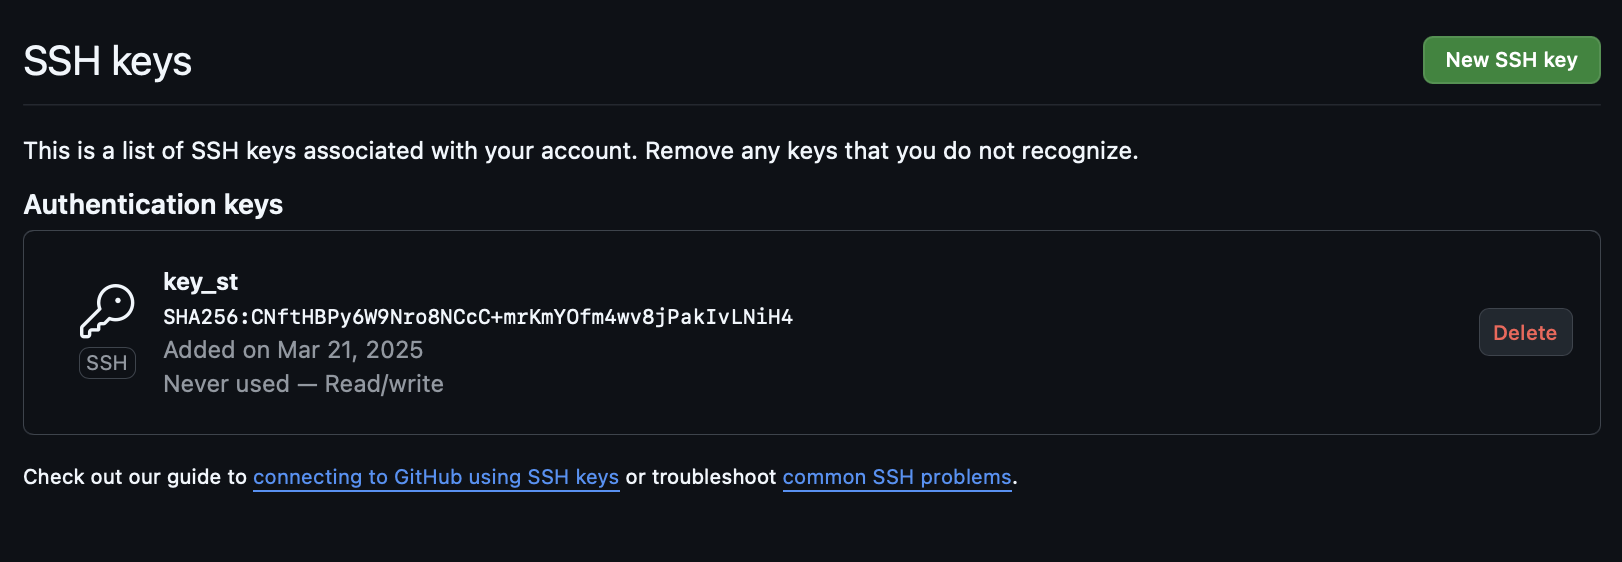 SSH keys
New SSH key
This is a list of SSH keys associated with your account. Remove any keys that you do not recognize.
Authentication keys
key_st
SHA256:CNftHBPy6W9Nro8NCcC+mrKmYOfm4wv8jPakIvLNiH4
Added on Mar 21, 2025
Never used — Read/write
SSH
Delete
Check out our guide to connecting to GitHub using SSH keys or troubleshoot common SSH problems.